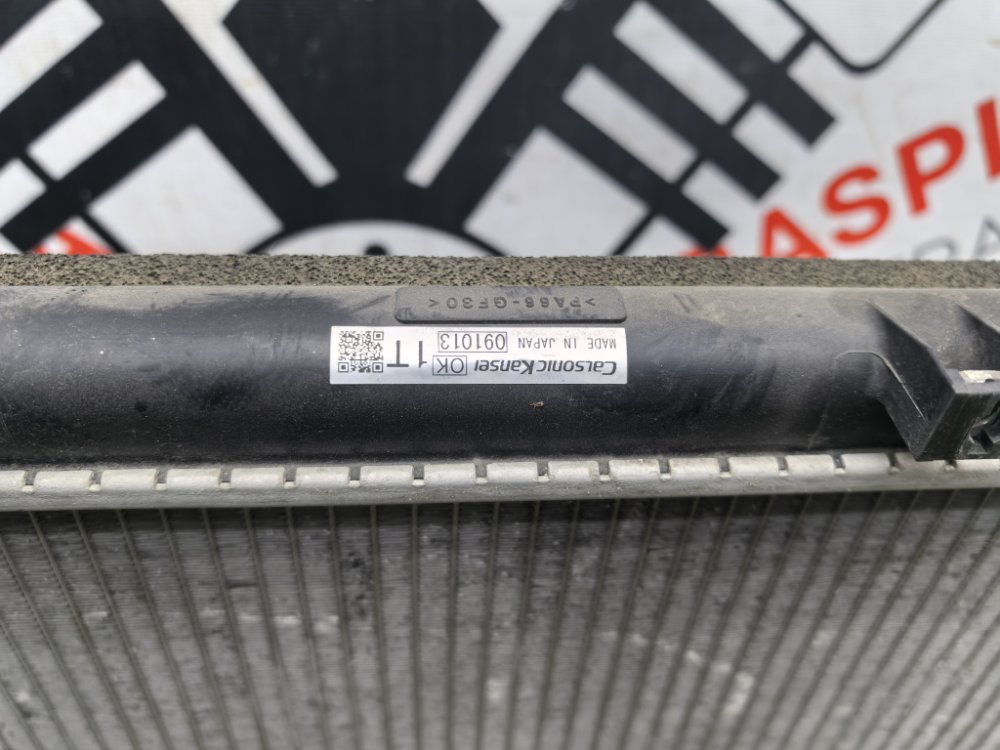 >PA66-GF30<
CalsonicKansei OK 1T
MADE IN JAPAN 091013
ASPI